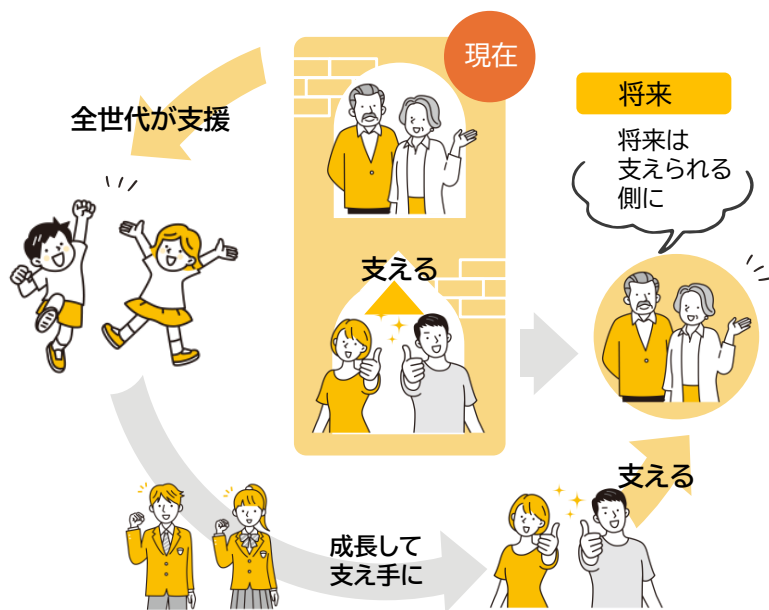 現在
全世代が支援
支える
将来
将来は
支えられる
側に
支える
成長して
支え手に